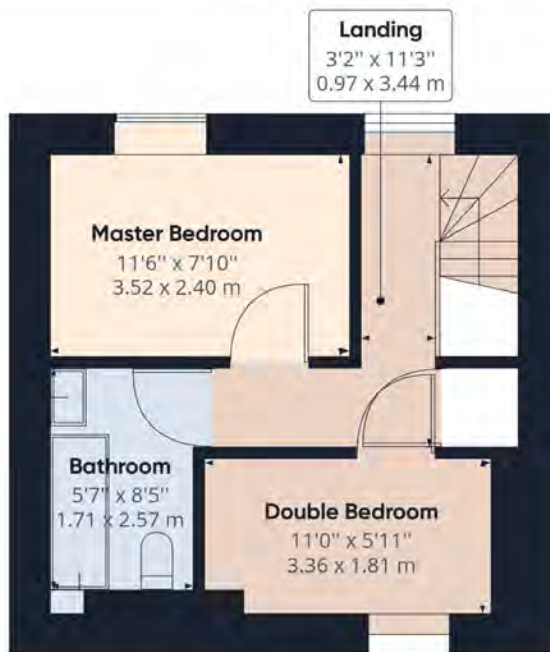 Landing
3'2" x 11'3"
0.97 x 3.44 m
Master Bedroom
11'6" x 7'10"
3.52 x 2.40 m
Bathroom
5'7" x 8'5"
1.71 x 2.57 m
Double Bedroom
11'0" x 5'11"
3.36 x 1.81 m